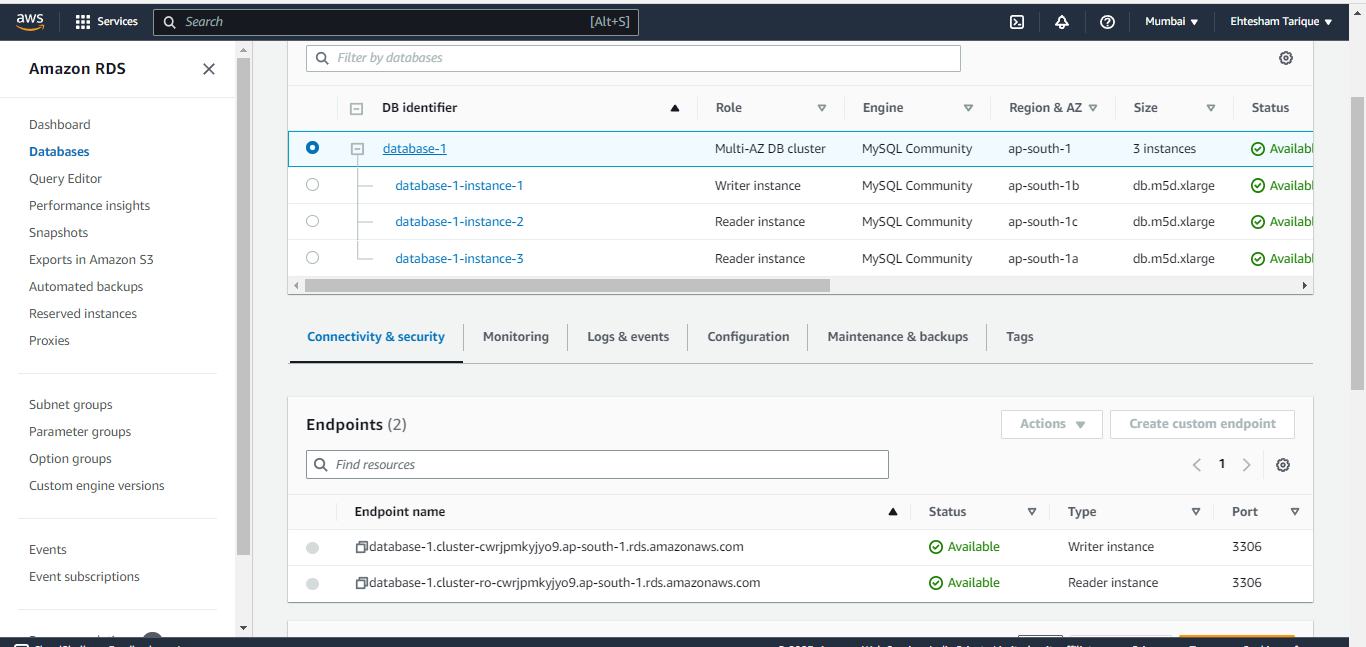 aws
Services
Search
[Alt+S]
Mumbai
Ehtesham Tarique
Amazon RDS
Dashboard
Databases
Query Editor
Performance insights
Snapshots
Exports in Amazon S3
Automated backups
Reserved instances
Proxies
Subnet groups
Parameter groups
Option groups
Custom engine versions
Events
Event subscriptions
Filter by databases
DB identifier Role Engine Region & AZ Size Status
database-1 Multi-AZ DB cluster MySQL Community ap-south-1 3 instances Availabl
database-1-instance-1 Writer instance MySQL Community ap-south-1b db.m5d.xlarge Availabl
database-1-instance-2 Reader instance MySQL Community ap-south-1c db.m5d.xlarge Availabl
database-1-instance-3 Reader instance MySQL Community ap-south-1a db.m5d.xlarge Availabl
Connectivity & security Monitoring Logs & events Configuration Maintenance & backups Tags
Endpoints (2)
Actions
Create custom endpoint
Find resources
1
Endpoint name Status Type Port
database-1.cluster-cwrjpmkyjyo9.ap-south-1.rds.amazonaws.com Available Writer instance 3306
database-1.cluster-ro-cwrjpmkyjyo9.ap-south-1.rds.amazonaws.com Available Reader instance 3306